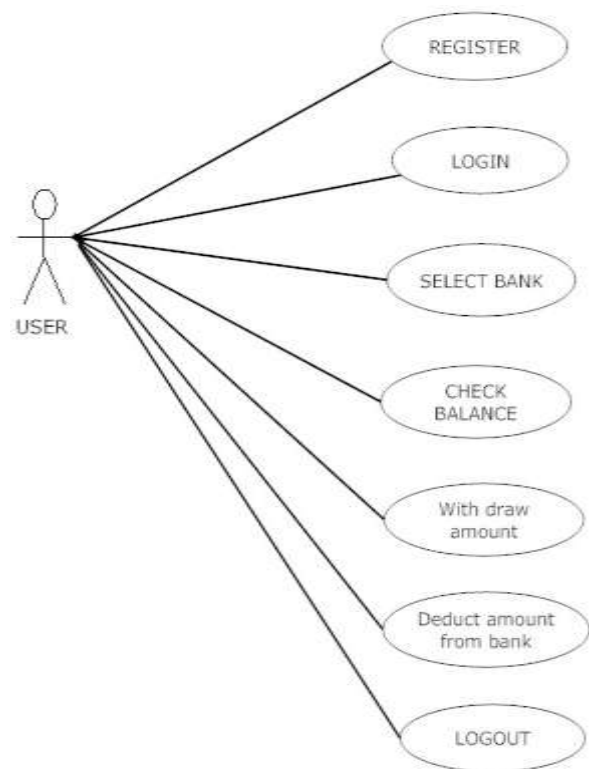 REGISTER
LOGIN
SELECT BANK
USER
CHECK
BALANCE
With draw
amount
Deduct amount
from bank
LOGOUT